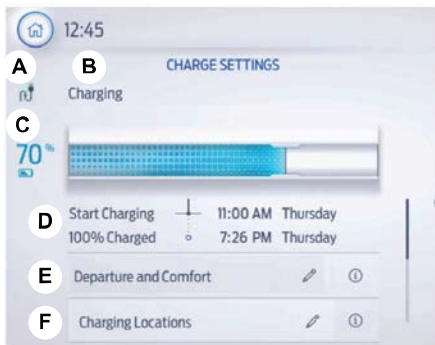 12:45
A B CHARGE SETTINGS
Charging
C
70%
D Start Charging 11:00 AM Thursday
100% Charged 7:26 PM Thursday
E Departure and Comfort
F Charging Locations